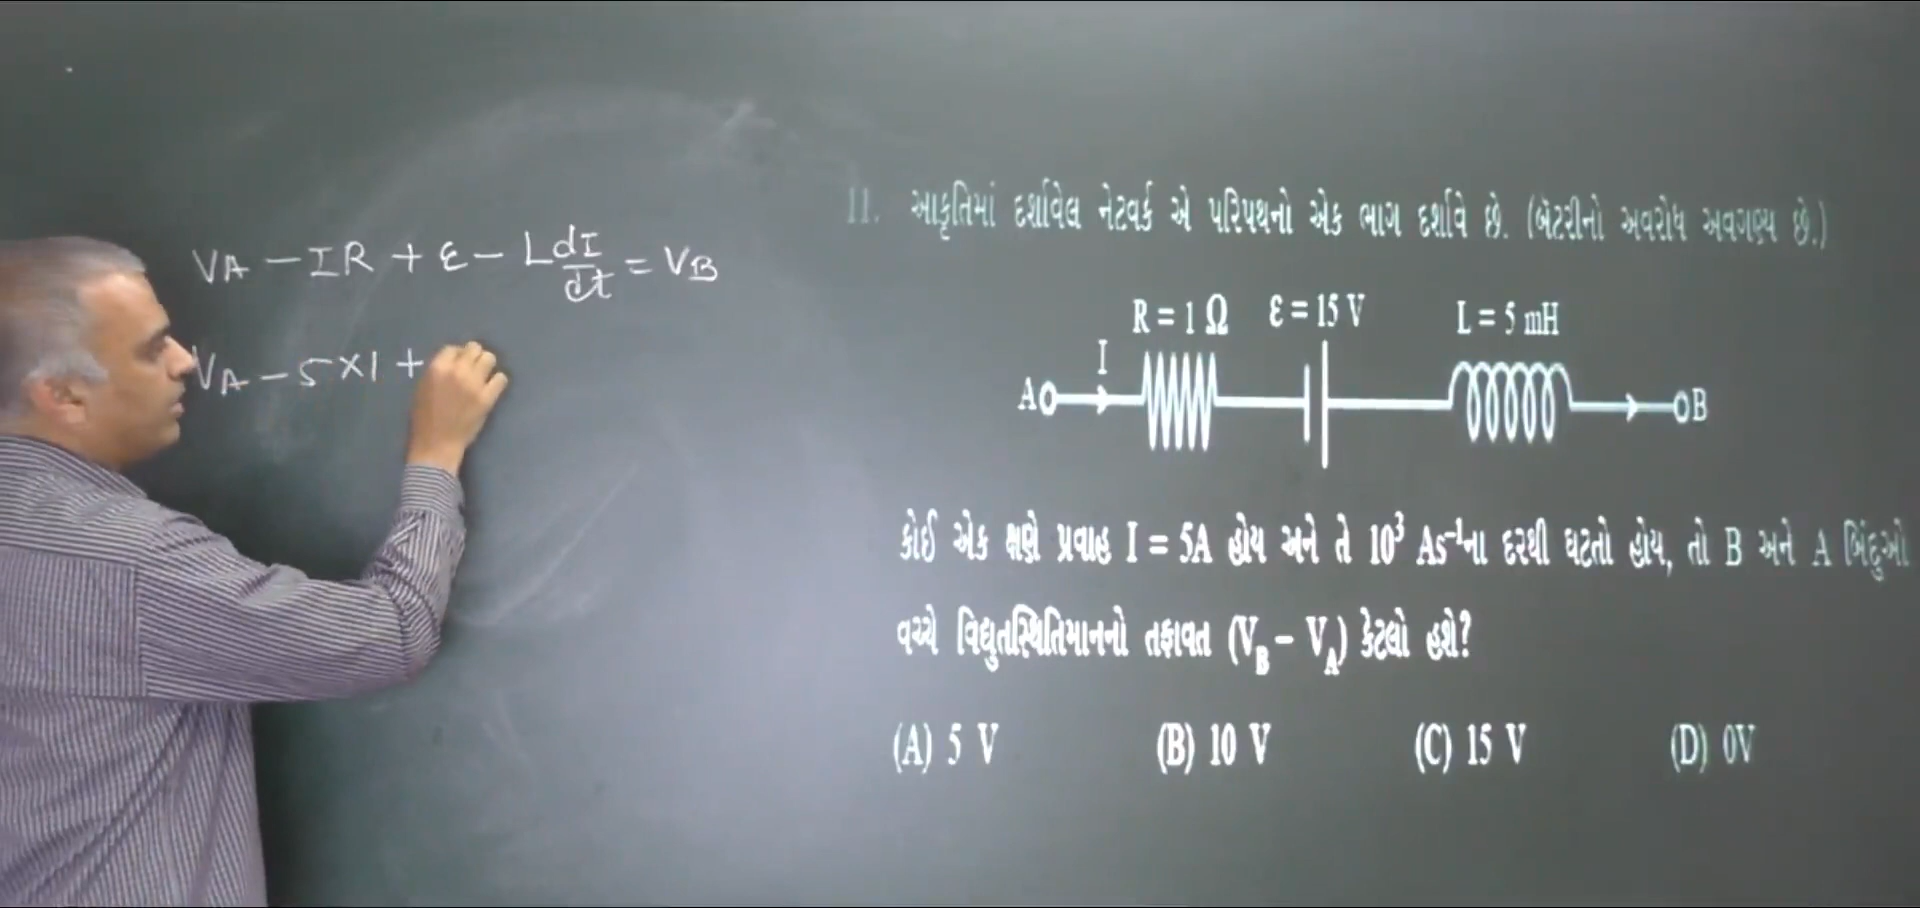 VA - IR + ε - L dI/dt = VB
VA - 5×1 +
11. આકૃતિમાં દર્શાવેલ નેટવર્ક એ પરિપથનો એક ભાગ દર્શાવે છે. (બૅટરીનો અવરોધ અવગણ્ય છે.)
R = 1 Ω ε = 15 V L = 5 mH
I
A B
કોઈ એક ક્ષણે પ્રવાહ I = 5A હોય અને તે 10³ As⁻¹ના દરથી ઘટતો હોય, તો B અને A બિંદુઓ
વચ્ચે વિદ્યુતસ્થિતિમાનનો તફાવત (V_B – V_A) કેટલો હશે?
(A) 5 V (B) 10 V (C) 15 V (D) 0V